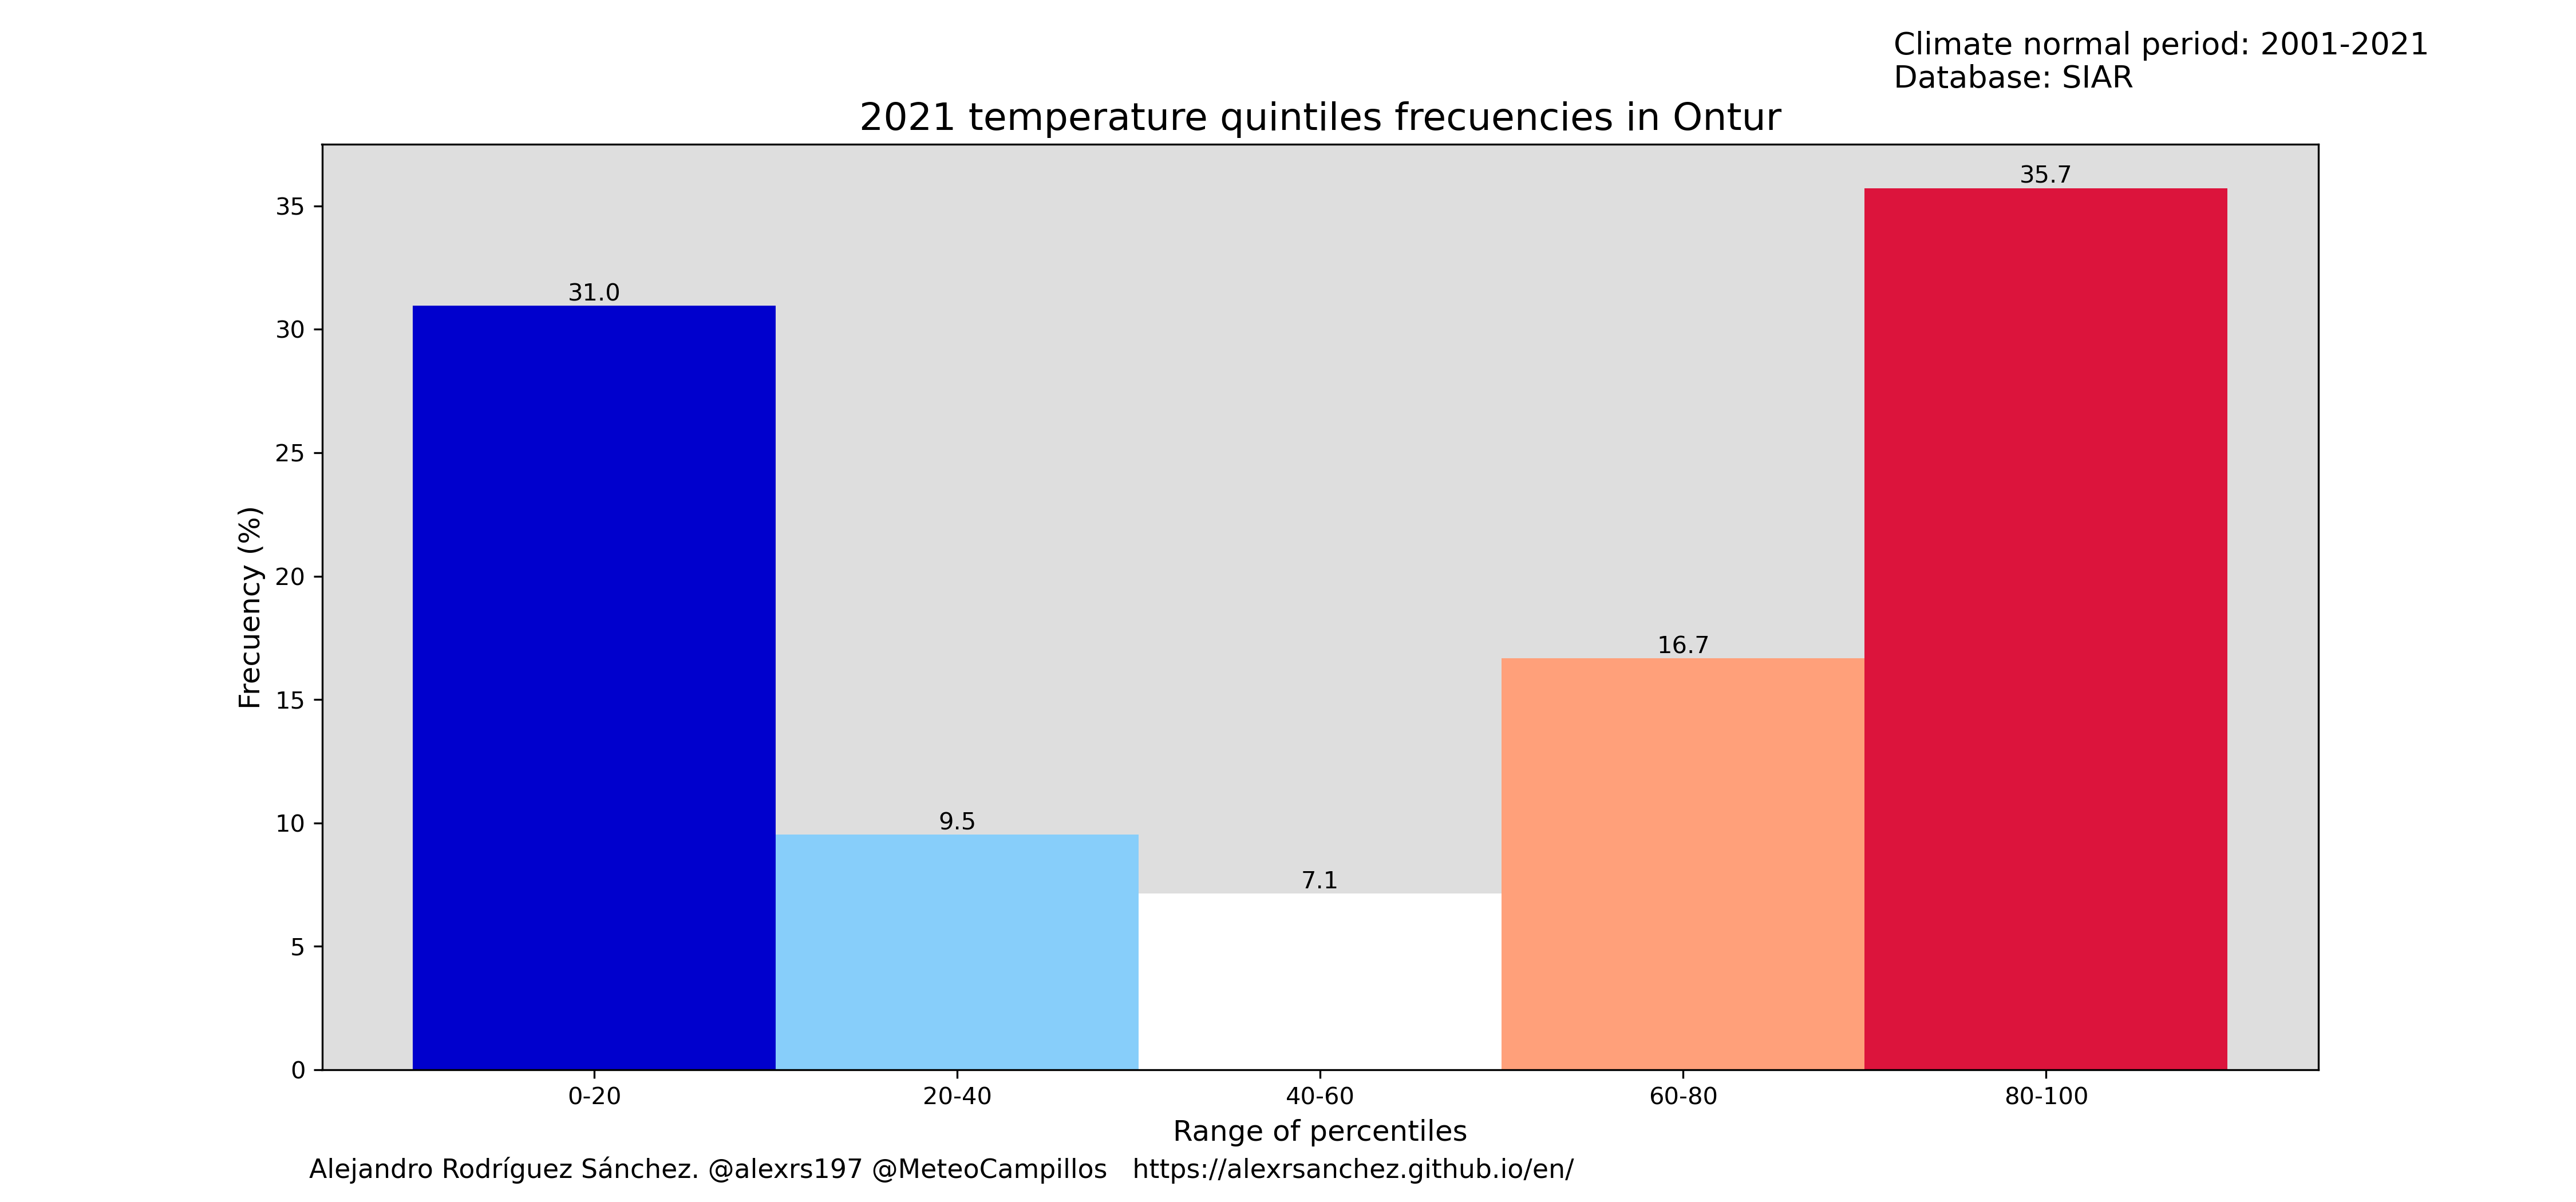 Climate normal period: 2001-2021
Database: SIAR
2021 temperature quintiles frecuencies in Ontur
35.7
35
31.0
30
25
Frecuency (%)
20
16.7
15
9.5
10
7.1
5
0
0-20 20-40 40-60 60-80 80-100
Range of percentiles
Alejandro Rodríguez Sánchez. @alexrs197 @MeteoCampillos https://alexrsanchez.github.io/en/